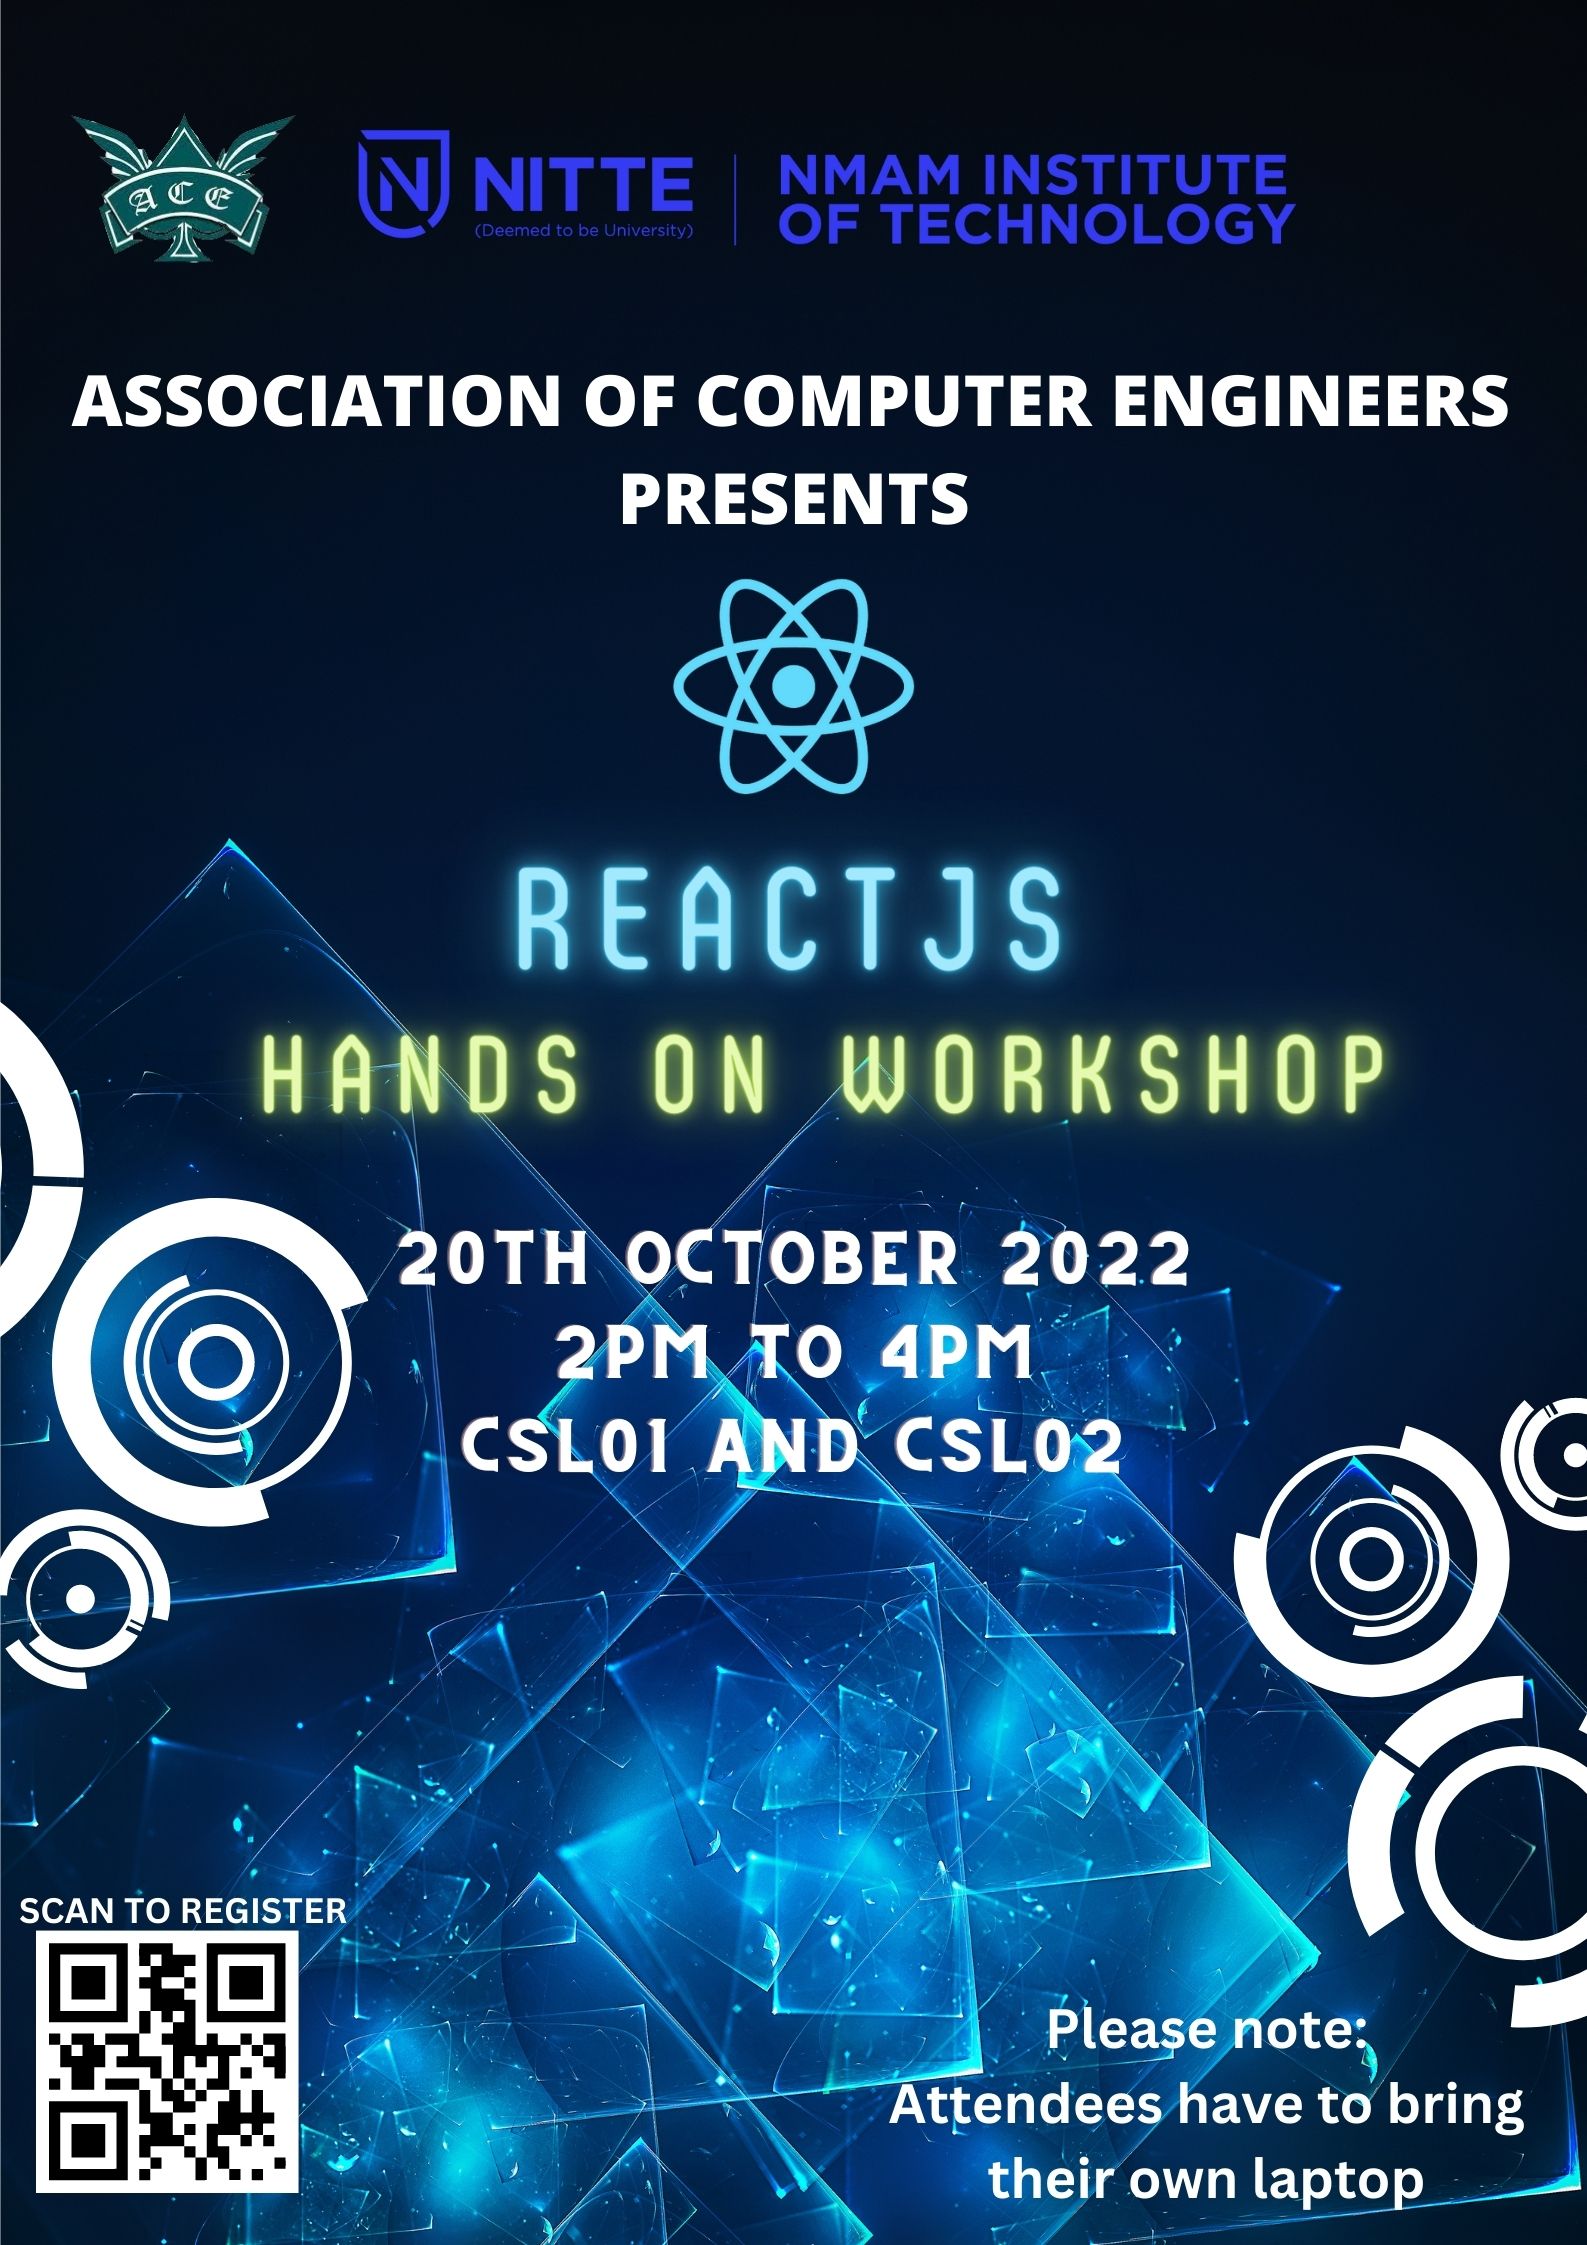 ACE
N NITTE
(Deemed to be University)
NMAM INSTITUTE
OF TECHNOLOGY
ASSOCIATION OF COMPUTER ENGINEERS
PRESENTS
REACTJS
HANDS ON WORKSHOP
20TH OCTOBER 2022
2PM TO 4PM
CSL01 AND CSL02
SCAN TO REGISTER
Please note:
Attendees have to bring
their own laptop